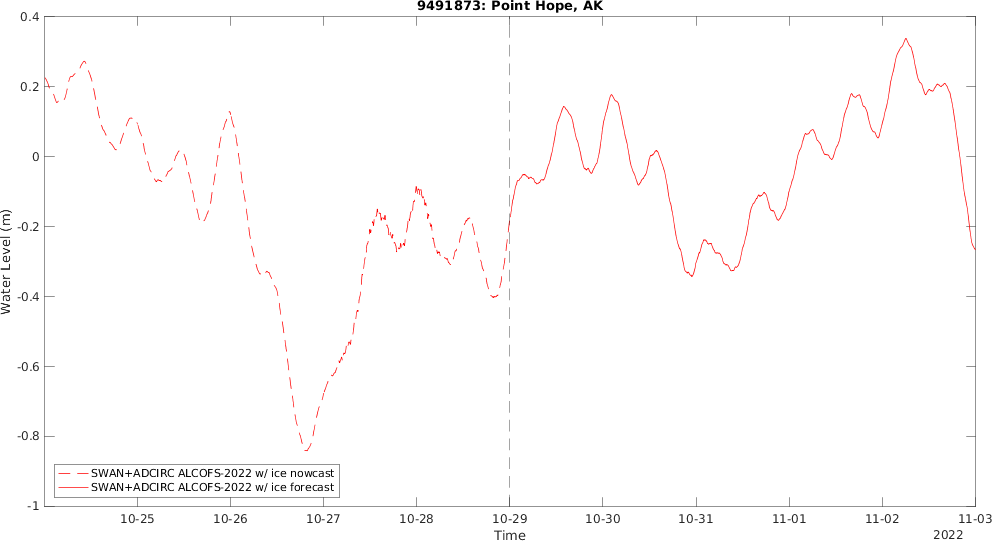 9491873: Point Hope, AK
0.4
0.2
0
-0.2
-0.4
-0.6
-0.8
-1
Water Level (m)
SWAN+ADCIRC ALCOFS-2022 w/ ice nowcast
SWAN+ADCIRC ALCOFS-2022 w/ ice forecast
10-25 10-26 10-27 10-28 10-29 10-30 10-31 11-01 11-02 11-03
Time
2022